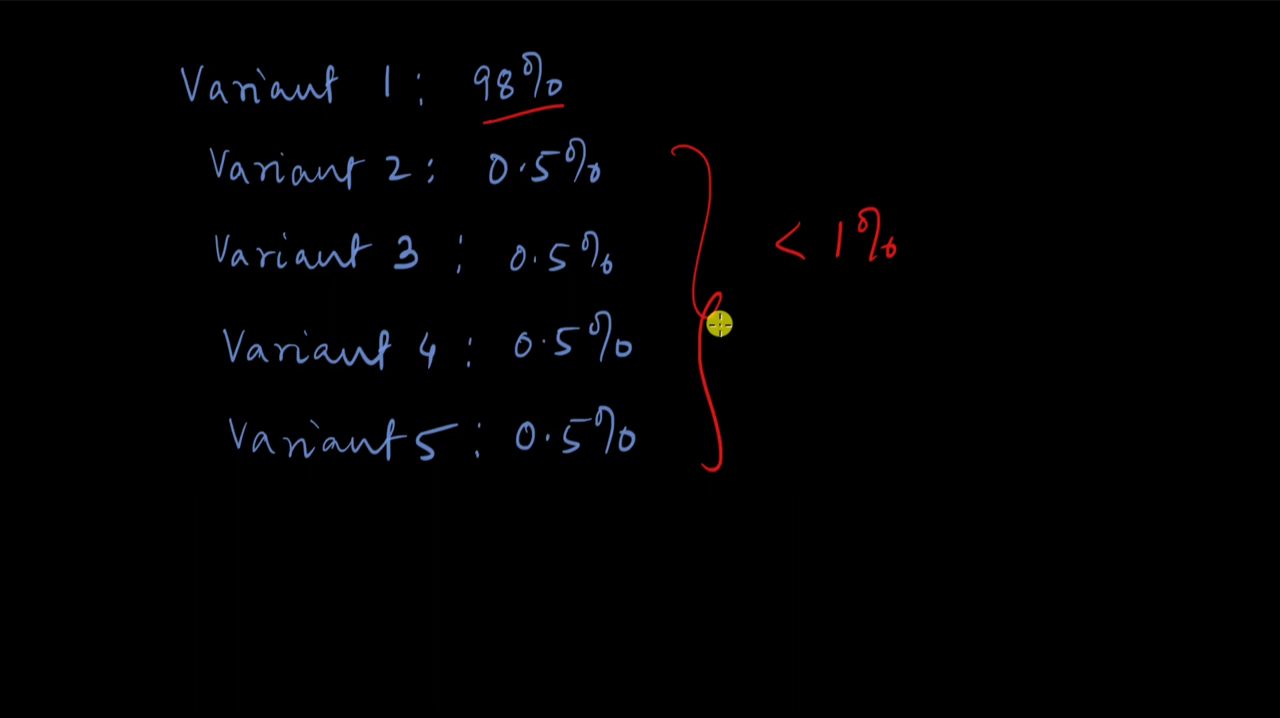 Variant 1: 98%
Variant 2: 0.5%
Variant 3: 0.5%
< 1%
Variant 4: 0.5%
Variant 5: 0.5%